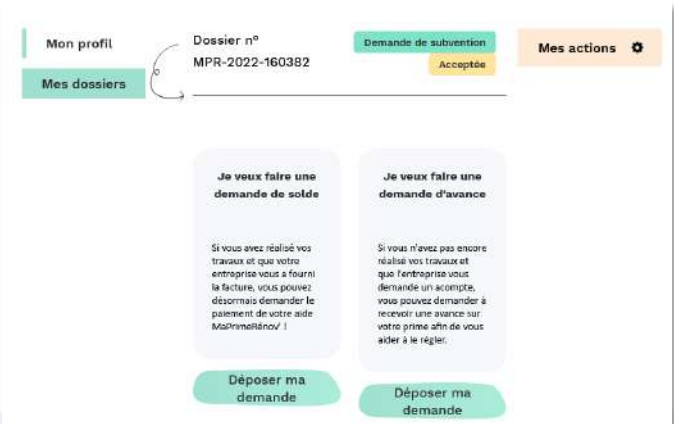 Mon profil
Mes dossiers
Dossier n°
MPR-2022-160382
Demande de subvention
Acceptée
Mes actions
Je veux faire une
demande de solde
Si vous avez réalisé vos
travaux et que votre
entreprise vous a fourni
la facture, vous pouvez
désormais demander le
paiement de votre aide
MaPrimeRénov' !
Déposer ma
demande
Je veux faire une
demande d'avance
Si vous n'avez pas encore
réalisé vos travaux et
que l'entreprise vous
demande un acompte,
vous pouvez demander à
recevoir une avance sur
votre prime afin de vous
aider à le régler.
Déposer ma
demande